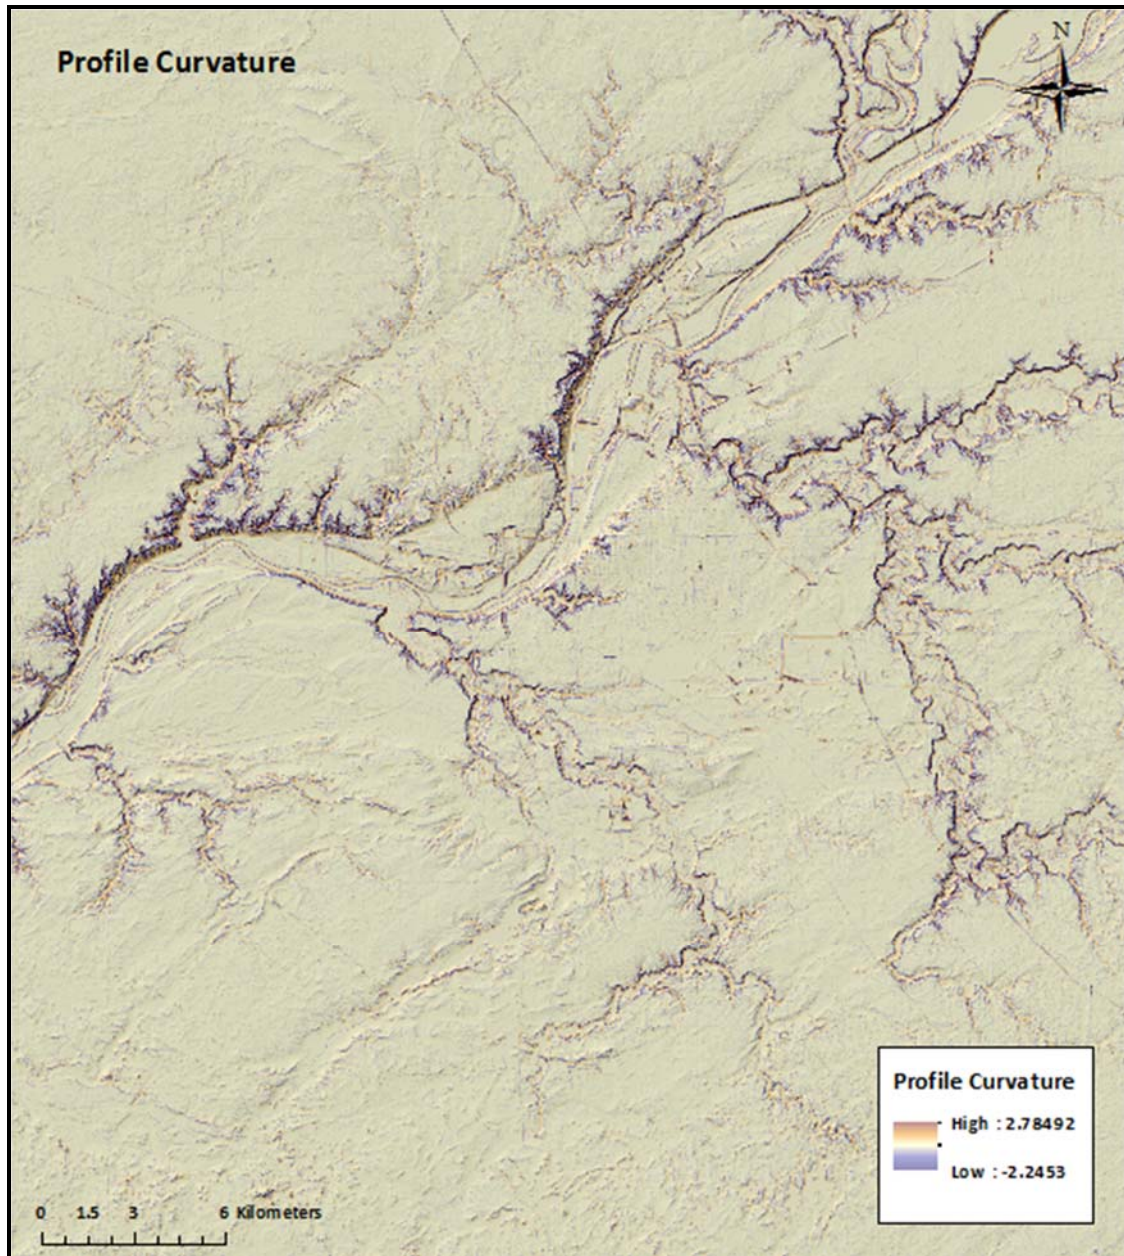 Profile Curvature
N
Profile Curvature
High : 2.78492
Low : -2.2453
0 1.5 3 6 Kilometers